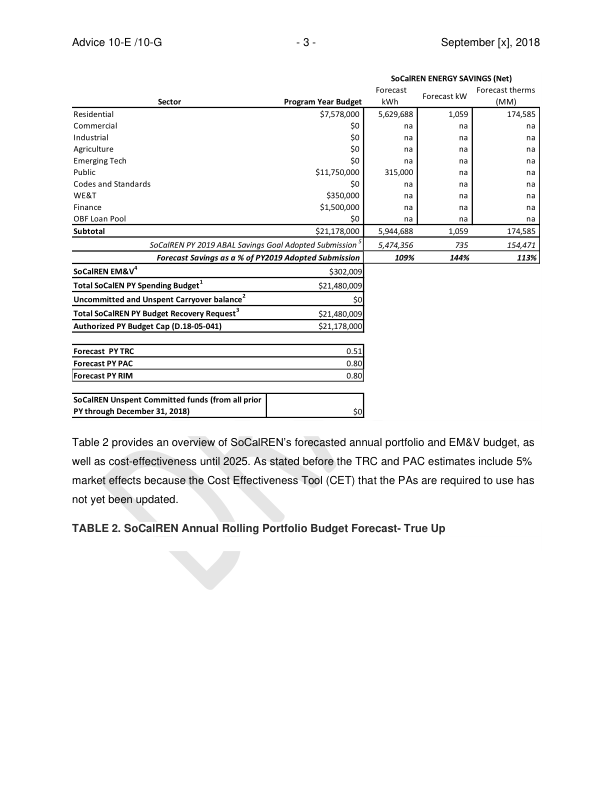 Advice 10-E /10-G - 3 - September [x], 2018
SoCalREN ENERGY SAVINGS (Net)
Sector Program Year Budget Forecast kWh Forecast kW Forecast therms (MM)
Residential $7,578,000 5,629,688 1,059 174,585
Commercial $0 na na na
Industrial $0 na na na
Agriculture $0 na na na
Emerging Tech $0 na na na
Public $11,750,000 315,000 na na
Codes and Standards $0 na na na
WE&T $350,000 na na na
Finance $1,500,000 na na na
OBF Loan Pool $0 na na na
Subtotal $21,178,000 5,944,688 1,059 174,585
SoCalREN PY 2019 ABAL Savings Goal Adopted Submission5 5,474,356 735 154,471
Forecast Savings as a % of PY2019 Adopted Submission 109% 144% 113%
SoCalREN EM&V4 $302,009
Total SoCalEN PY Spending Budget1 $21,480,009
Uncommitted and Unspent Carryover balance2 $0
Total SoCalREN PY Budget Recovery Request3 $21,480,009
Authorized PY Budget Cap (D.18-05-041) $21,178,000
Forecast PY TRC 0.51
Forecast PY PAC 0.80
Forecast PY RIM 0.80
SoCalREN Unspent Committed funds (from all prior
PY through December 31, 2018) $0
Table 2 provides an overview of SoCalREN's forecasted annual portfolio and EM&V budget, as
well as cost-effectiveness until 2025. As stated before the TRC and PAC estimates include 5%
market effects because the Cost Effectiveness Tool (CET) that the PAs are required to use has
not yet been updated.
TABLE 2. SoCalREN Annual Rolling Portfolio Budget Forecast- True Up